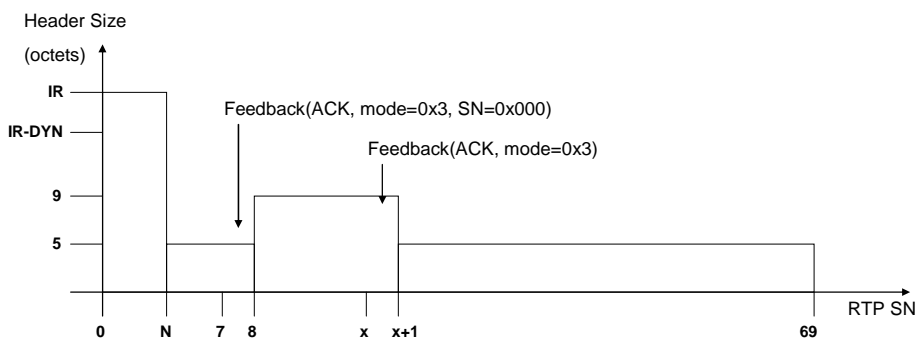 Header Size
(octets)
IR
Feedback(ACK, mode=0x3, SN=0x000)
IR-DYN
Feedback(ACK, mode=0x3)
9
5
RTP SN
0 N 7 8 x x+1 69